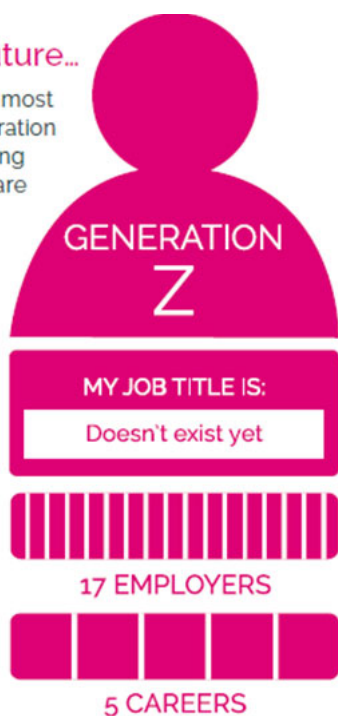 ture...
most
ration
ng
are
GENERATION
Z
MY JOB TITLE IS:
Doesn't exist yet
17 EMPLOYERS
5 CAREERS